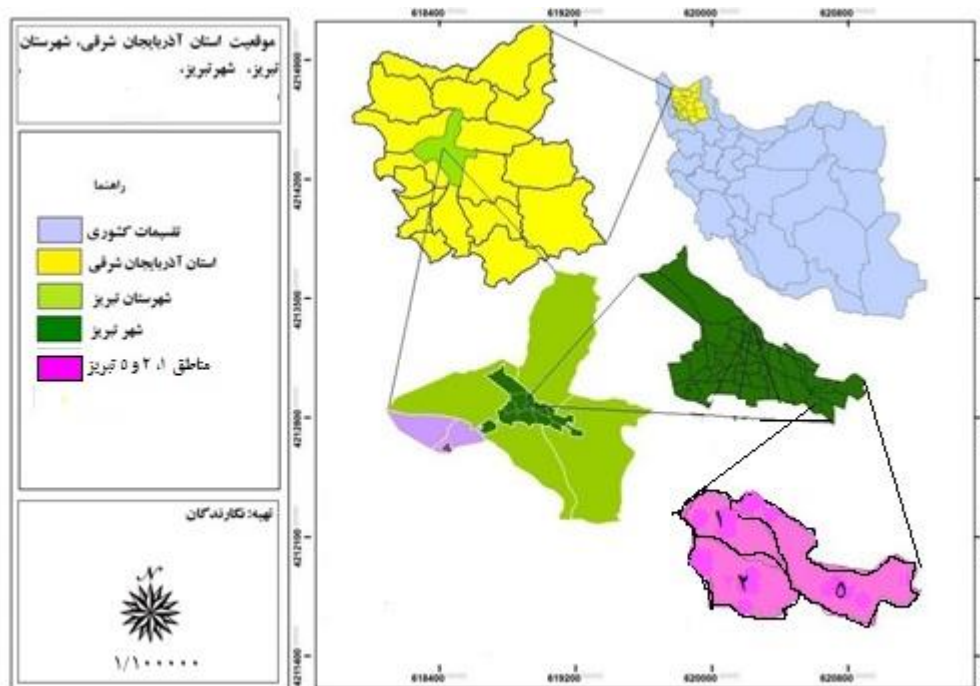 موقعیت استان آذربایجان شرقی، شهرستان
تبریز، شهرتبریز،
راهنما
تقسیمات کشوری
استان آذربایجان شرقی
شهرستان تبریز
شهر تبریز
مناطق ۱، ۲ و ۵ تبریز
تهیه: نگارندگان
N
۱/۱۰۰۰۰۰
618400 619200 620000 620800
4214900
4214200
4213500
4212800
4212100
4211400
۱
۲
۵
618400 619200 620000 620800